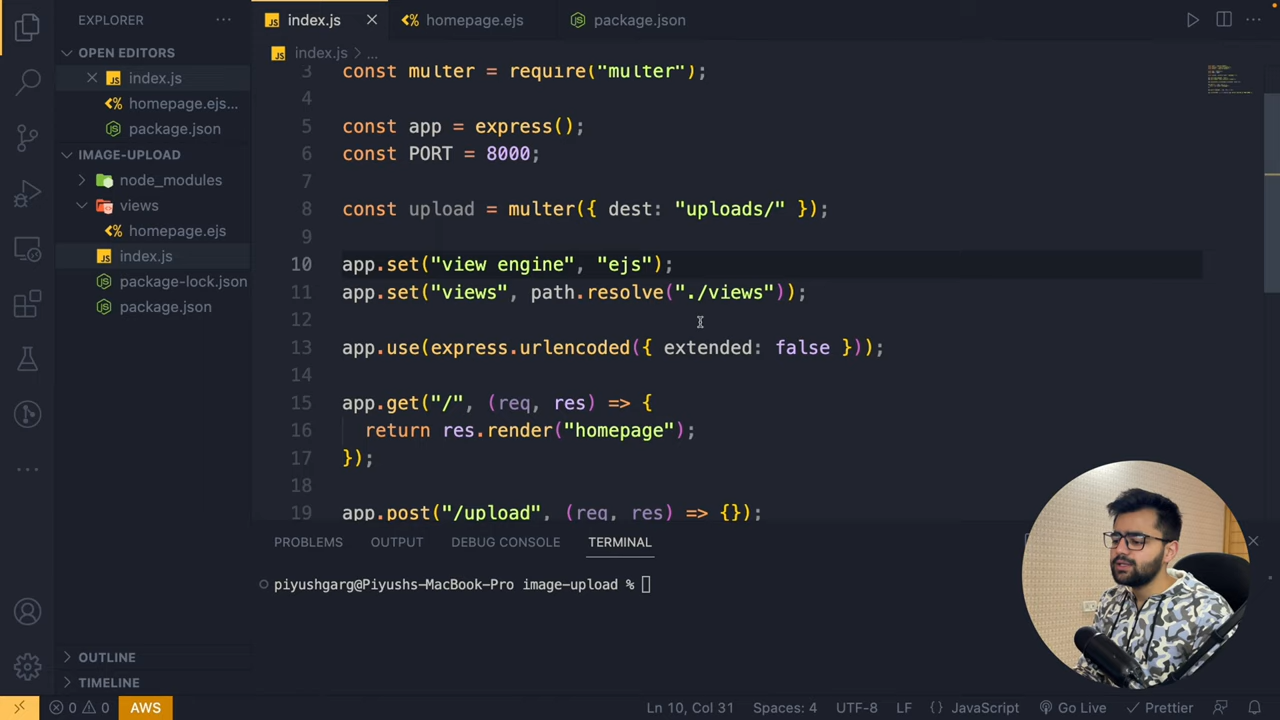 EXPLORER
OPEN EDITORS
index.js
homepage.ejs...
package.json
IMAGE-UPLOAD
node_modules
views
homepage.ejs
index.js
package-lock.json
package.json
OUTLINE
TIMELINE
index.js
homepage.ejs
package.json
index.js > ...
3 const multer = require("multer");
4
5 const app = express();
6 const PORT = 8000;
7
8 const upload = multer({ dest: "uploads/" });
9
10 app.set("view engine", "ejs");
11 app.set("views", path.resolve("./views"));
12
13 app.use(express.urlencoded({ extended: false }));
14
15 app.get("/", (req, res) => {
16 return res.render("homepage");
17 });
18
19 app.post("/upload", (req, res) => {});
PROBLEMS OUTPUT DEBUG CONSOLE TERMINAL
piyushgarg@Piyushs-MacBook-Pro image-upload %
0 0 AWS Ln 10, Col 31 Spaces: 4 UTF-8 LF {} JavaScript Go Live Prettier